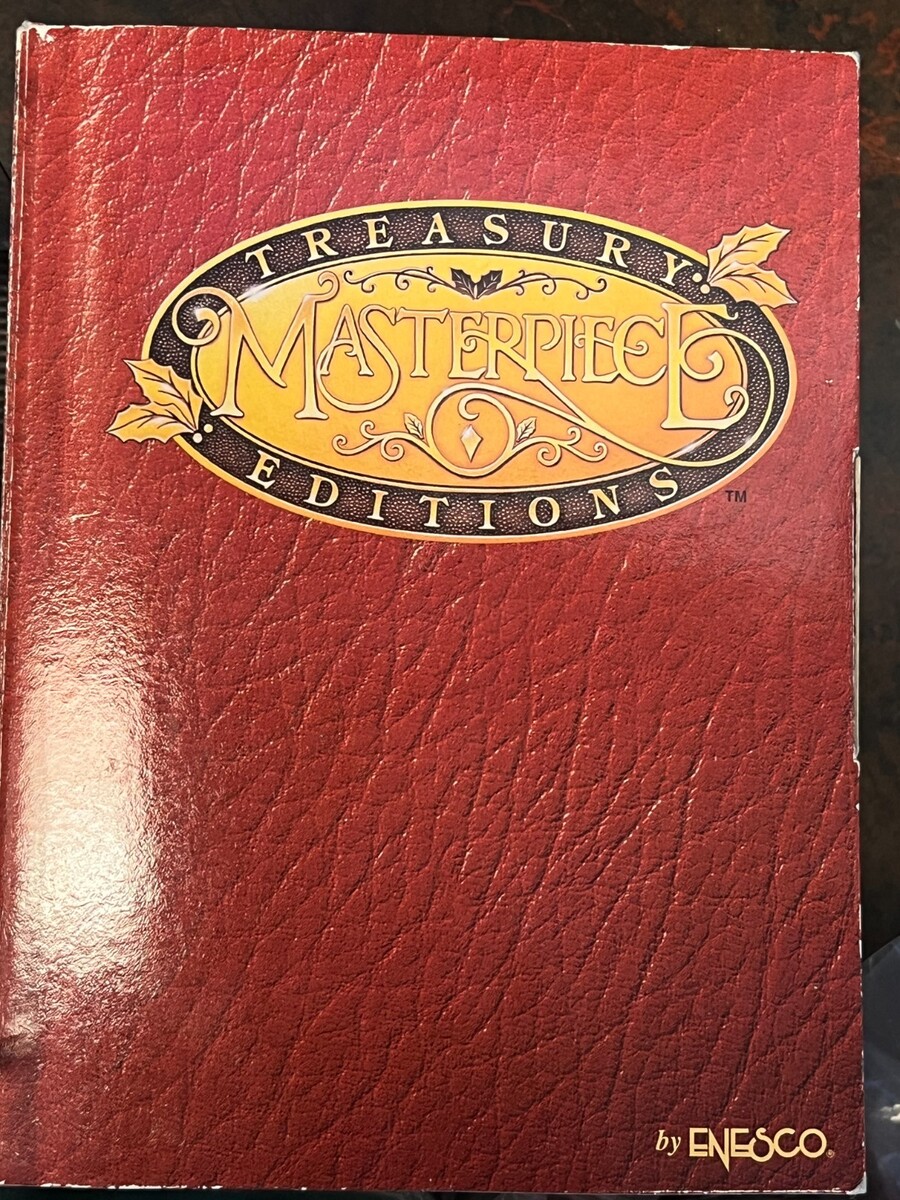 TREASURY
MASTERPIECE
EDITIONS
TM
by ENESCO®